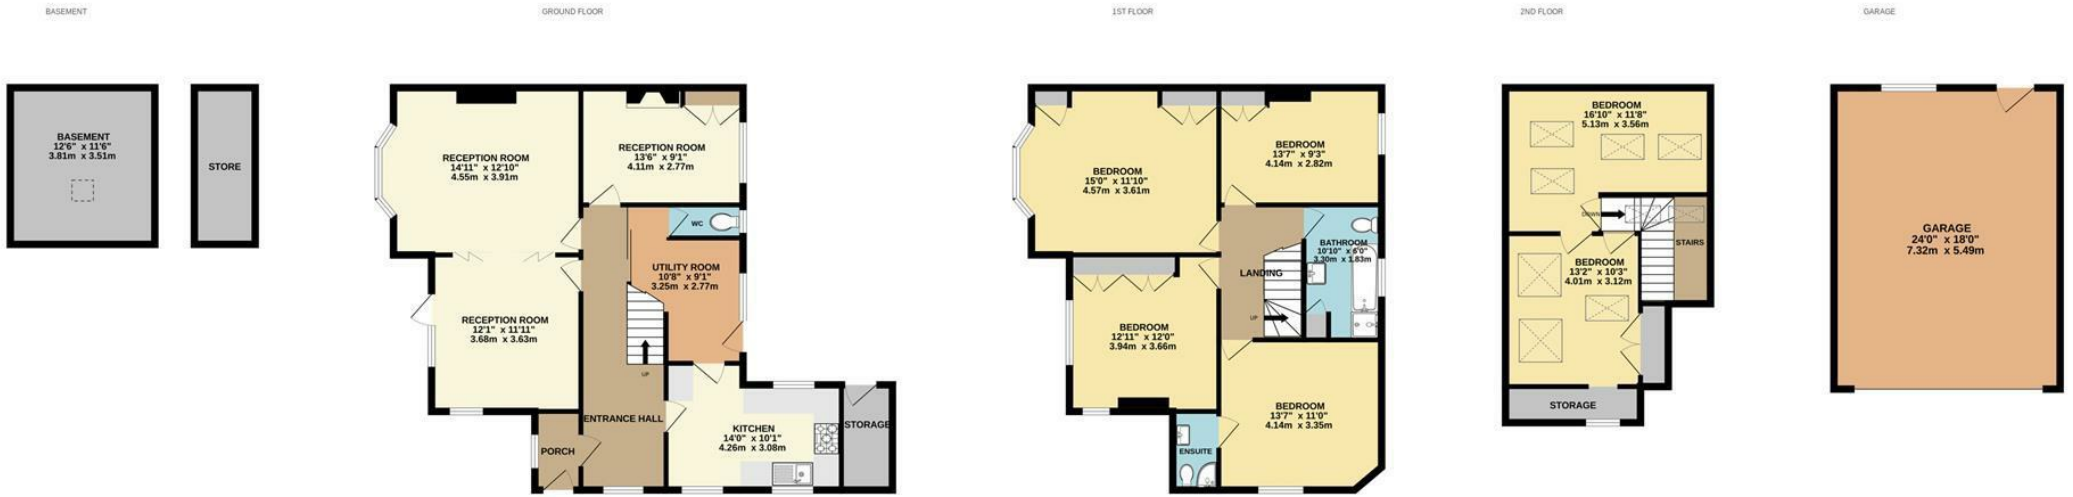 BASEMENT
GROUND FLOOR
1ST FLOOR
2ND FLOOR
GARAGE
BASEMENT
12'6" x 11'6"
3.81m x 3.51m
STORE
RECEPTION ROOM
14'11" x 12'10"
4.55m x 3.91m
RECEPTION ROOM
13'6" x 9'1"
4.11m x 2.77m
WC
UTILITY ROOM
10'8" x 9'1"
3.25m x 2.77m
RECEPTION ROOM
12'1" x 11'11"
3.68m x 3.63m
UP
ENTRANCE HALL
PORCH
KITCHEN
14'0" x 10'1"
4.26m x 3.08m
STORAGE
BEDROOM
15'0" x 11'10"
4.57m x 3.61m
BEDROOM
13'7" x 9'3"
4.14m x 2.82m
BATHROOM
10'10" x 6'0"
3.30m x 1.83m
LANDING
UP
BEDROOM
12'11" x 12'0"
3.94m x 3.66m
BEDROOM
13'7" x 11'0"
4.14m x 3.35m
ENSUITE
BEDROOM
16'10" x 11'8"
5.13m x 3.56m
DOWN
STAIRS
BEDROOM
13'2" x 10'3"
4.01m x 3.12m
STORAGE
GARAGE
24'0" x 18'0"
7.32m x 5.49m